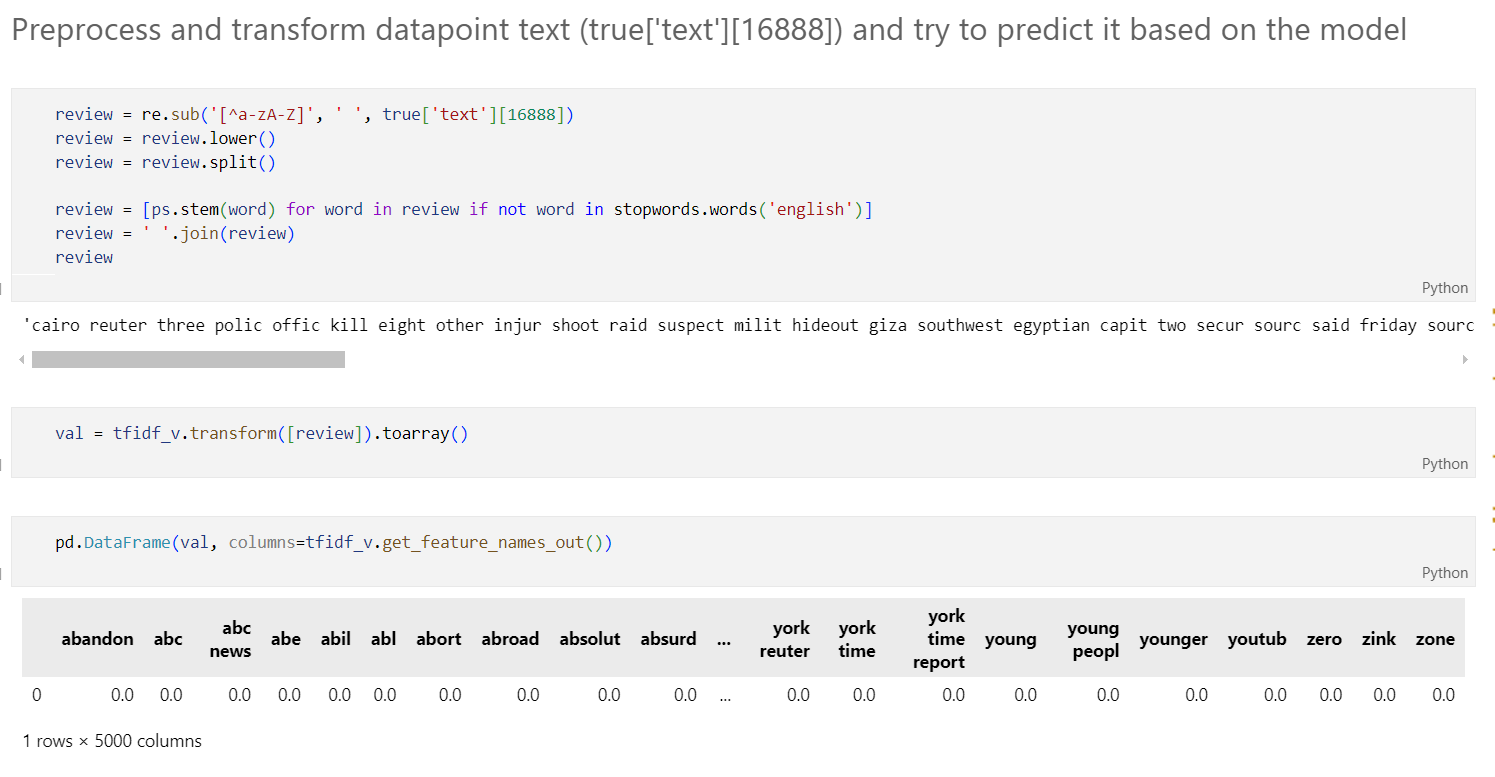 Preprocess and transform datapoint text (true['text'][16888]) and try to predict it based on the model
review = re.sub('[^a-zA-Z]', ' ', true['text'][16888])
review = review.lower()
review = review.split()
review = [ps.stem(word) for word in review if not word in stopwords.words('english')]
review = ' '.join(review)
review
Python
'cairo reuter three polic offic kill eight other injur shoot raid suspect milit hideout giza southwest egyptian capit two secur sourc said friday sourc
val = tfidf_v.transform([review]).toarray()
Python
pd.DataFrame(val, columns=tfidf_v.get_feature_names_out())
Python
abandon abc abc news abe abil abl abort abroad absolut absurd ... york reuter york time york time report young young peopl younger youtub zero zink zone
0 0.0 0.0 0.0 0.0 0.0 0.0 0.0 0.0 0.0 0.0 ... 0.0 0.0 0.0 0.0 0.0 0.0 0.0 0.0 0.0 0.0
1 rows × 5000 columns